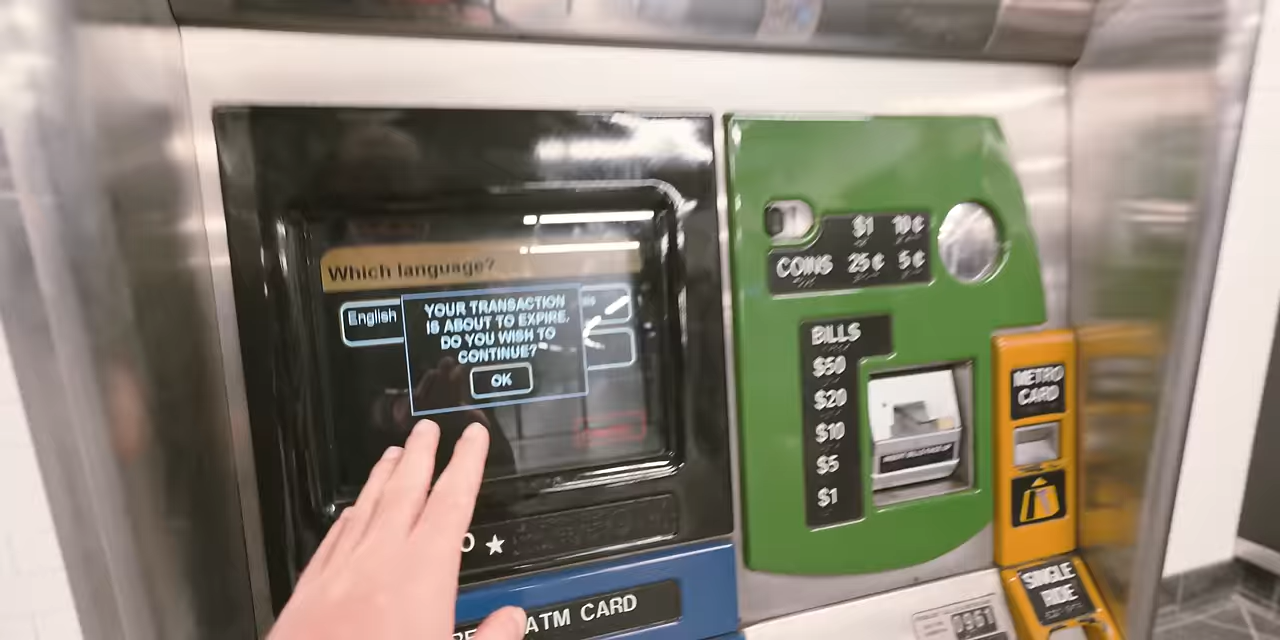 Which language?
English
YOUR TRANSACTION
IS ABOUT TO EXPIRE.
DO YOU WISH TO
CONTINUE?
OK
ATM CARD
$1 10¢
COINS 25¢ 5¢
BILLS
$50
$20
$10
$5
$1
METRO
CARD
SINGLE
RIDE